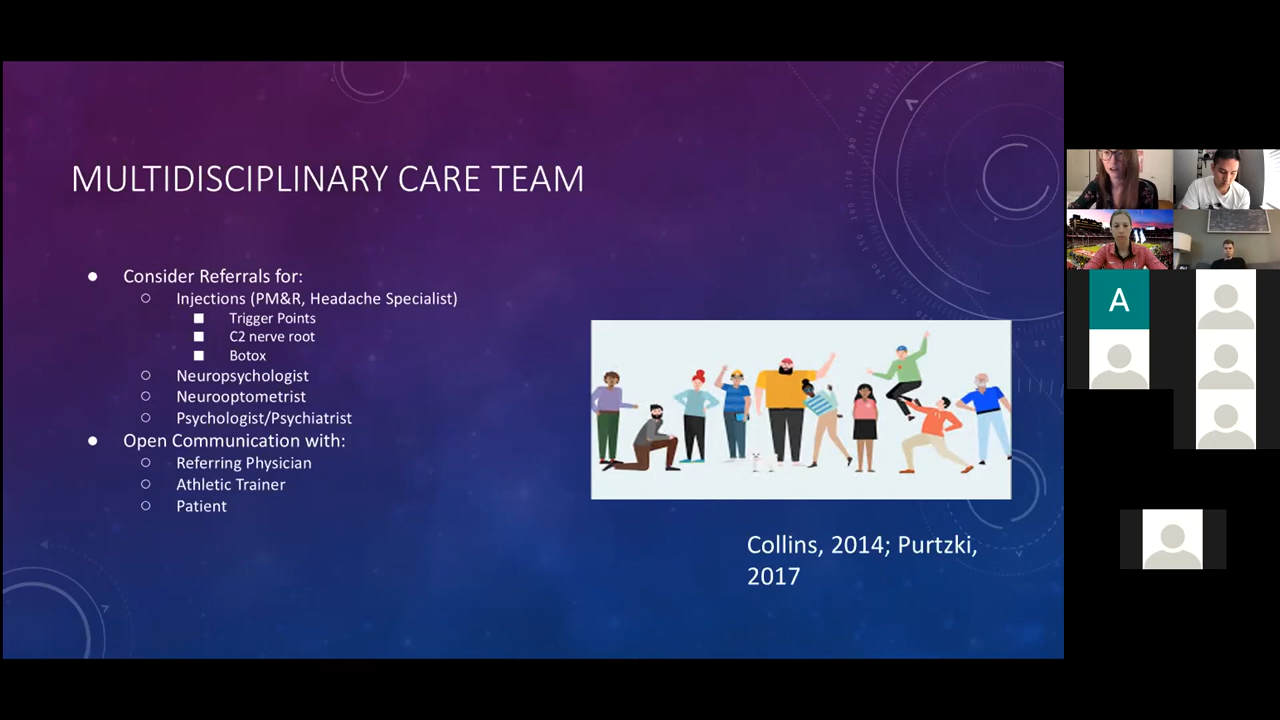 MULTIDISCIPLINARY CARE TEAM
Consider Referrals for:
Injections (PM&R, Headache Specialist)
Trigger Points
C2 nerve root
Botox
Neuropsychologist
Neurooptometrist
Psychologist/Psychiatrist
Open Communication with:
Referring Physician
Athletic Trainer
Patient
Collins, 2014; Purtzki,
2017
A